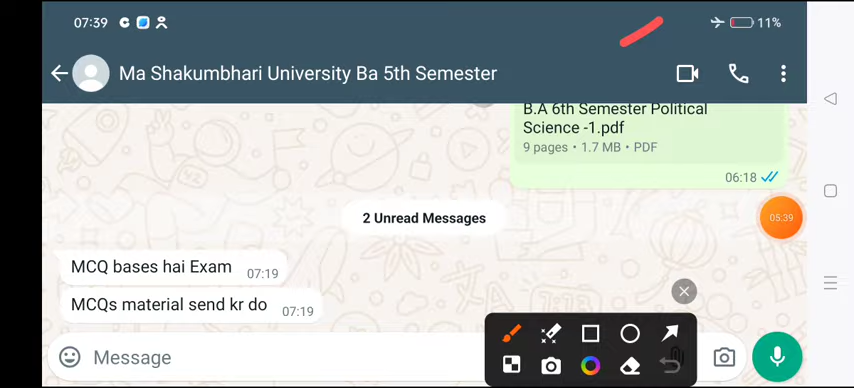 07:39
11%
Ma Shakumbhari University Ba 5th Semester
B.A 6th Semester Political
Science -1.pdf
9 pages • 1.7 MB • PDF
06:18
2 Unread Messages
05:39
MCQ bases hai Exam 07:19
MCQs material send kr do 07:19
Message